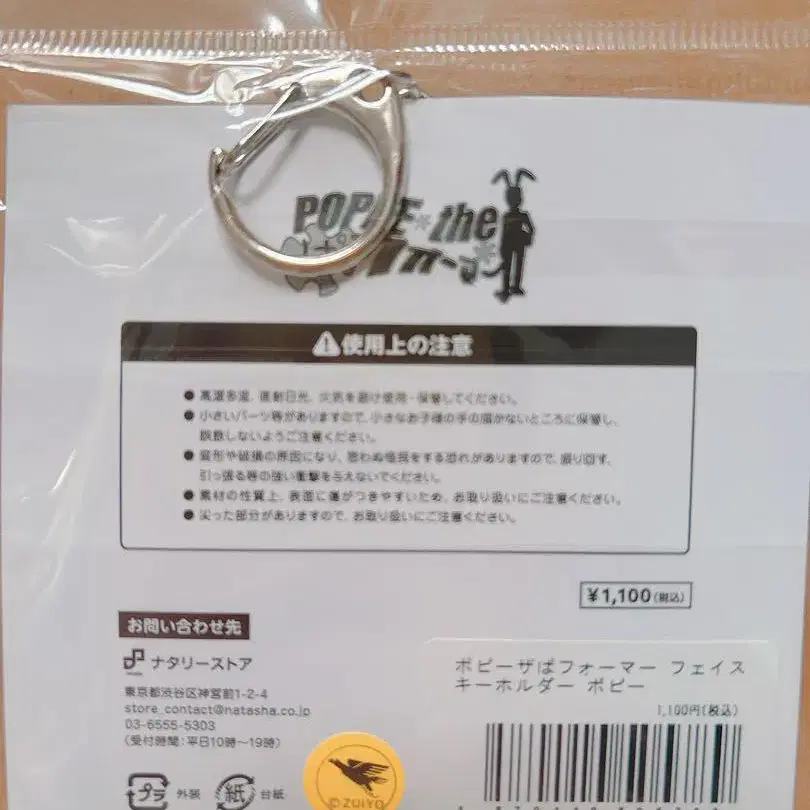 POPEE*the
ぱフォーマー
⚠使用上の注意
● 高温多湿、直射日光、火気を避け使用・保管してください。
● 小さいパーツ等がありますので、小さなお子様の手の届かないところに保管し、
誤飲しないようご注意ください。
● 変形や破損の原因になり、思わぬ怪我をする恐れがありますので、振り回す、
引っ張る等の強い衝撃を与えないでください。
● 素材の性質上、表面に傷がつきやすいため、お取り扱いにご注意ください。
● 尖った部分がありますので、お取り扱いにご注意ください。
¥1,100(税込)
お問い合わせ先
ナタリーストア
東京都渋谷区神宮前1-2-4
store_contact@natasha.co.jp
03-6555-5303
(受付時間:平日10時〜19時)
ポピーザぱフォーマー フェイス
キーホルダー ポピー
1,100円(税込)
プラ 外装 紙 台紙
©ZUIYO